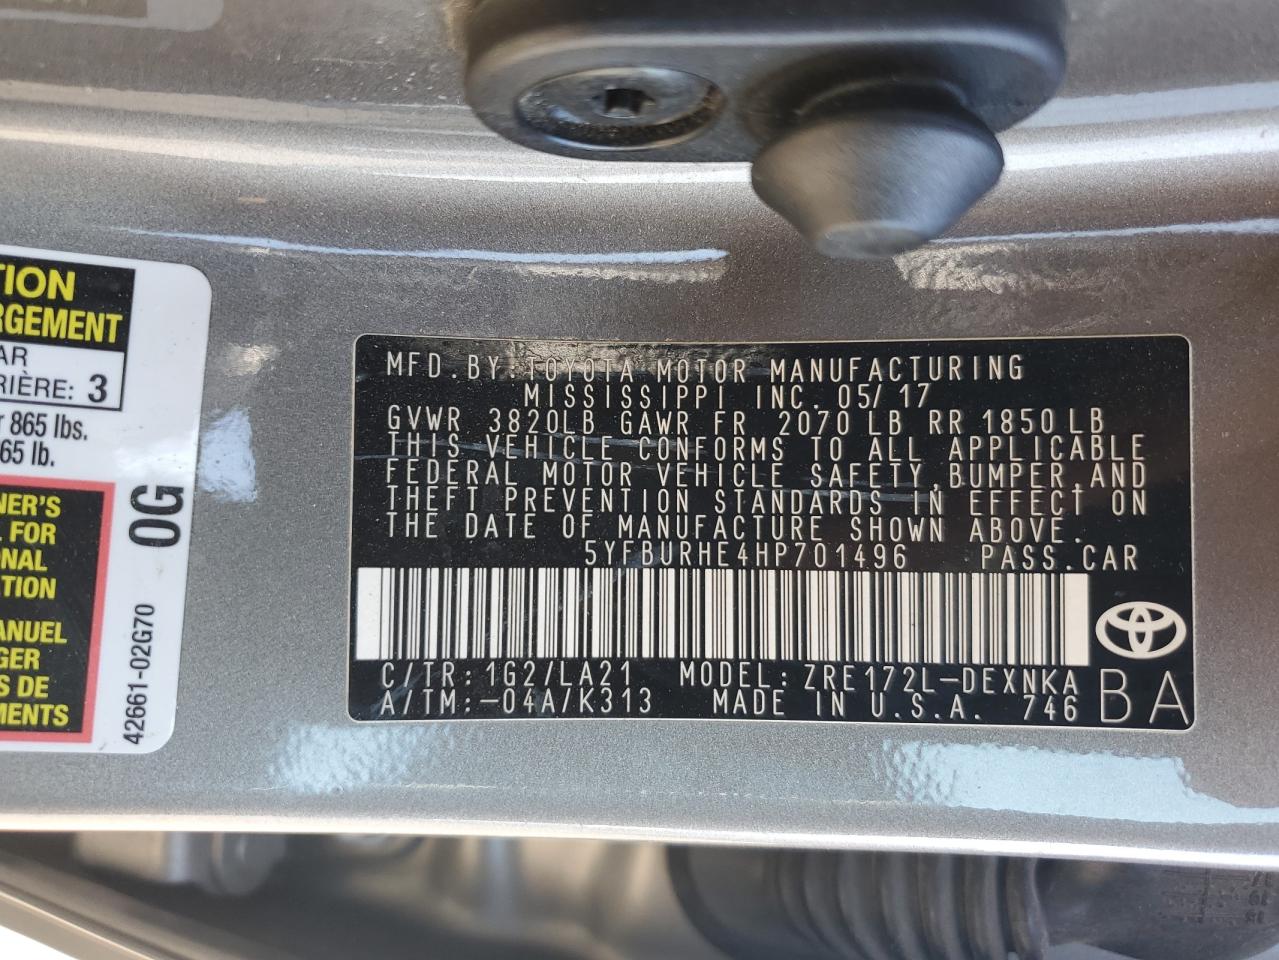 TION
RGEMENT
AR
RIÈRE: 3
r 865 lbs.
65 lb.
NER'S
L FOR
ONAL
TION
ANUEL
GER
S DE
MENTS
0G
42661-02G70
MFD.BY:TOYOTA MOTOR MANUFACTURING
MISSISSIPPI INC.05/17
GVWR 3820LB GAWR FR 2070 LB RR 1850LB
THIS VEHICLE CONFORMS TO ALL APPLICABLE
FEDERAL MOTOR VEHICLE SAFETY,BUMPER,AND
THEFT PREVENTION STANDARDS IN EFFECT ON
THE DATE OF MANUFACTURE SHOWN ABOVE.
5YFBURHE4HP701496 PASS.CAR
C/TR:1G2/LA21 MODEL:ZRE172L-DEXNKA
A/TM:-04A/K313 MADE IN U.S.A. 746
BA